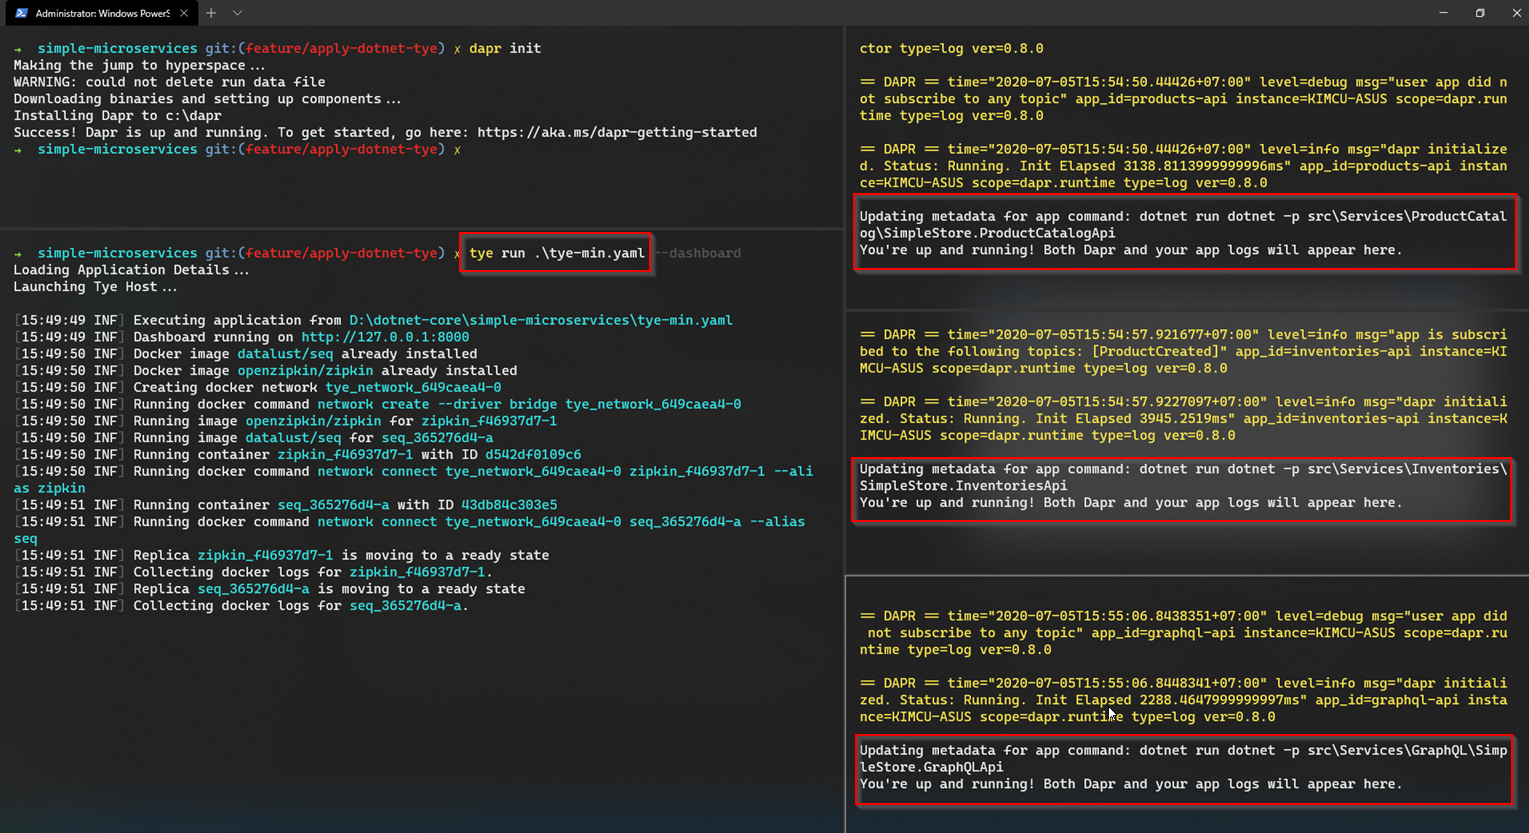 Administrator: Windows PowerS
→ simple-microservices git:(feature/apply-dotnet-tye) ✗ dapr init
Making the jump to hyperspace...
WARNING: could not delete run data file
Downloading binaries and setting up components...
Installing Dapr to c:\dapr
Success! Dapr is up and running. To get started, go here: https://aka.ms/dapr-getting-started
→ simple-microservices git:(feature/apply-dotnet-tye) ✗
→ simple-microservices git:(feature/apply-dotnet-tye) ✗ tye run .\tye-min.yaml --dashboard
Loading Application Details...
Launching Tye Host...
[15:49:49 INF] Executing application from D:\dotnet-core\simple-microservices\tye-min.yaml
[15:49:49 INF] Dashboard running on http://127.0.0.1:8000
[15:49:50 INF] Docker image datalust/seq already installed
[15:49:50 INF] Docker image openzipkin/zipkin already installed
[15:49:50 INF] Creating docker network tye_network_649caea4-0
[15:49:50 INF] Running docker command network create --driver bridge tye_network_649caea4-0
[15:49:50 INF] Running image openzipkin/zipkin for zipkin_f46937d7-1
[15:49:50 INF] Running image datalust/seq for seq_365276d4-a
[15:49:50 INF] Running container zipkin_f46937d7-1 with ID d542df0109c6
[15:49:50 INF] Running docker command network connect tye_network_649caea4-0 zipkin_f46937d7-1 --ali
as zipkin
[15:49:51 INF] Running container seq_365276d4-a with ID 43db84c303e5
[15:49:51 INF] Running docker command network connect tye_network_649caea4-0 seq_365276d4-a --alias
seq
[15:49:51 INF] Replica zipkin_f46937d7-1 is moving to a ready state
[15:49:51 INF] Collecting docker logs for zipkin_f46937d7-1.
[15:49:51 INF] Replica seq_365276d4-a is moving to a ready state
[15:49:51 INF] Collecting docker logs for seq_365276d4-a.
ctor type=log ver=0.8.0
== DAPR == time="2020-07-05T15:54:50.44426+07:00" level=debug msg="user app did n
ot subscribe to any topic" app_id=products-api instance=KIMCU-ASUS scope=dapr.run
time type=log ver=0.8.0
== DAPR == time="2020-07-05T15:54:50.44426+07:00" level=info msg="dapr initialize
d. Status: Running. Init Elapsed 3138.8113999999996ms" app_id=products-api instan
ce=KIMCU-ASUS scope=dapr.runtime type=log ver=0.8.0
Updating metadata for app command: dotnet run dotnet -p src\Services\ProductCatal
og\SimpleStore.ProductCatalogApi
You're up and running! Both Dapr and your app logs will appear here.
== DAPR == time="2020-07-05T15:54:57.921677+07:00" level=info msg="app is subscri
bed to the following topics: [ProductCreated]" app_id=inventories-api instance=KI
MCU-ASUS scope=dapr.runtime type=log ver=0.8.0
== DAPR == time="2020-07-05T15:54:57.9227097+07:00" level=info msg="dapr initiali
zed. Status: Running. Init Elapsed 3945.2519ms" app_id=inventories-api instance=K
IMCU-ASUS scope=dapr.runtime type=log ver=0.8.0
Updating metadata for app command: dotnet run dotnet -p src\Services\Inventories\
SimpleStore.InventoriesApi
You're up and running! Both Dapr and your app logs will appear here.
== DAPR == time="2020-07-05T15:55:06.8438351+07:00" level=debug msg="user app did
not subscribe to any topic" app_id=graphql-api instance=KIMCU-ASUS scope=dapr.ru
ntime type=log ver=0.8.0
== DAPR == time="2020-07-05T15:55:06.8448341+07:00" level=info msg="dapr initiali
zed. Status: Running. Init Elapsed 2288.4647999999997ms" app_id=graphql-api insta
nce=KIMCU-ASUS scope=dapr.runtime type=log ver=0.8.0
Updating metadata for app command: dotnet run dotnet -p src\Services\GraphQL\Simp
leStore.GraphQLApi
You're up and running! Both Dapr and your app logs will appear here.